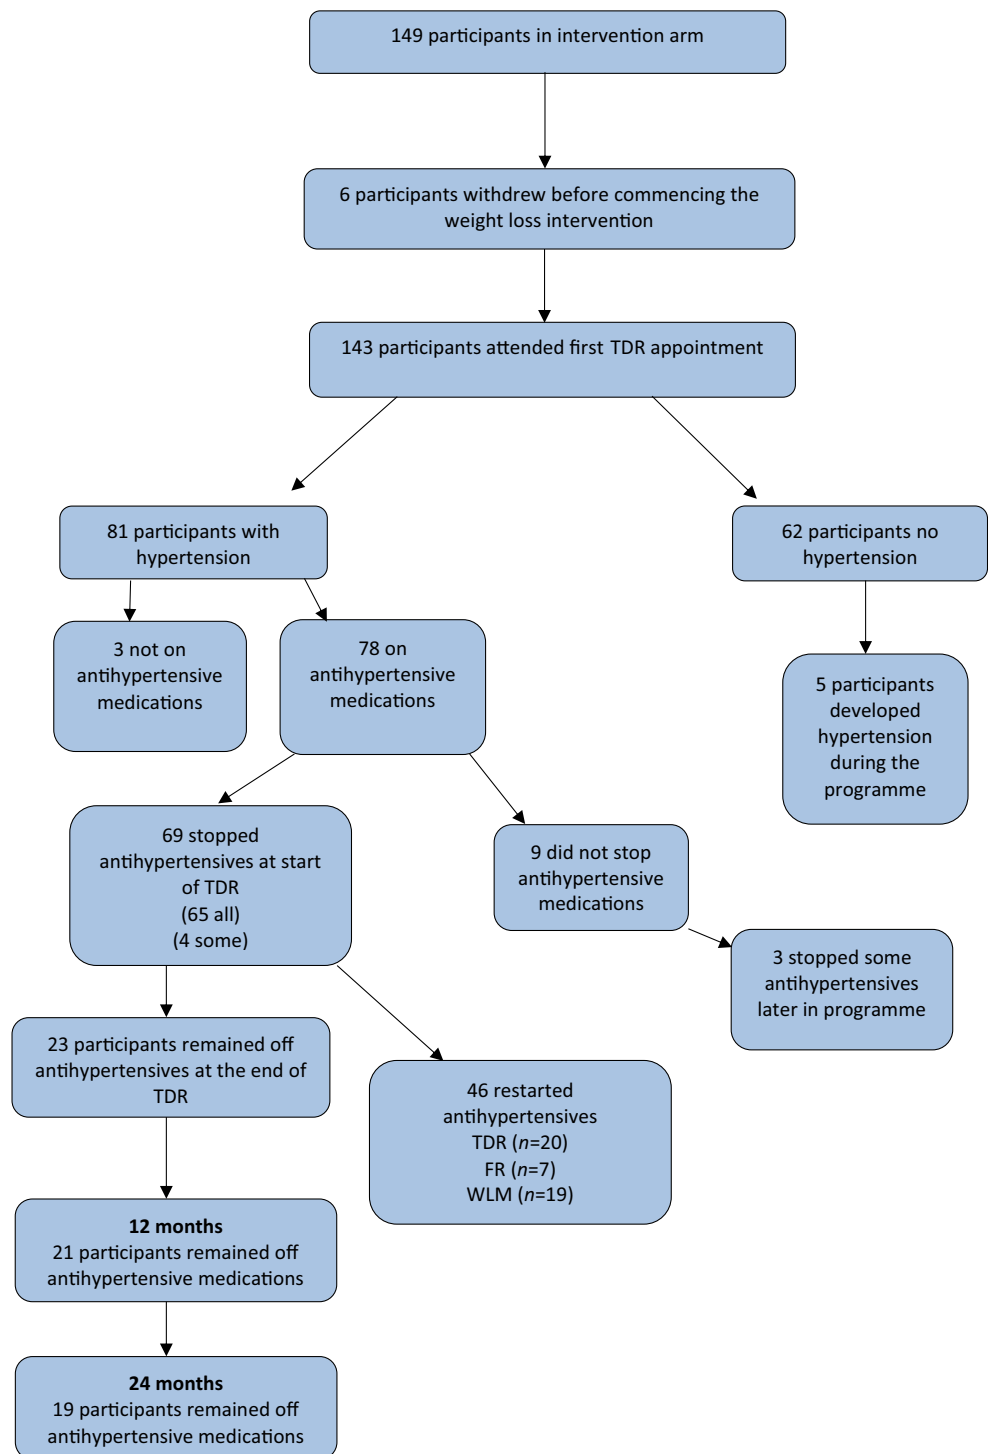 149 participants in intervention arm
6 participants withdrew before commencing the
weight loss intervention
143 participants attended first TDR appointment
81 participants with
hypertension
62 participants no
hypertension
3 not on
antihypertensive
medications
78 on
antihypertensive
medications
5 participants
developed
hypertension
during the
programme
69 stopped
antihypertensives at start
of TDR
(65 all)
(4 some)
9 did not stop
antihypertensive
medications
3 stopped some
antihypertensives
later in programme
23 participants remained off
antihypertensives at the end of
TDR
46 restarted
antihypertensives
TDR (n=20)
FR (n=7)
WLM (n=19)
12 months
21 participants remained off
antihypertensive medications
24 months
19 participants remained off
antihypertensive medications